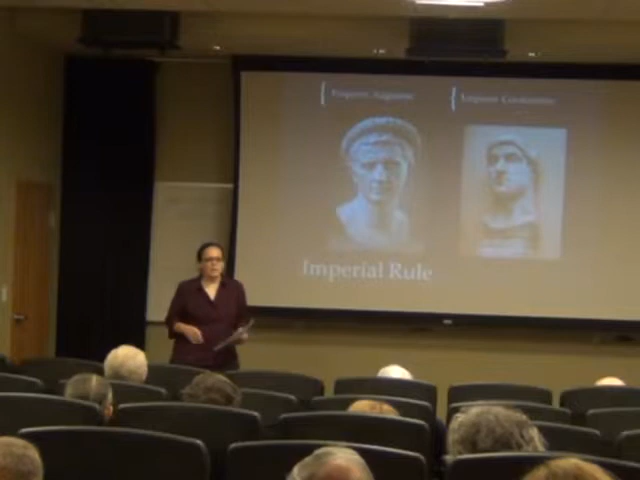 Emperor Augustus
Emperor Constantine
Imperial Rule